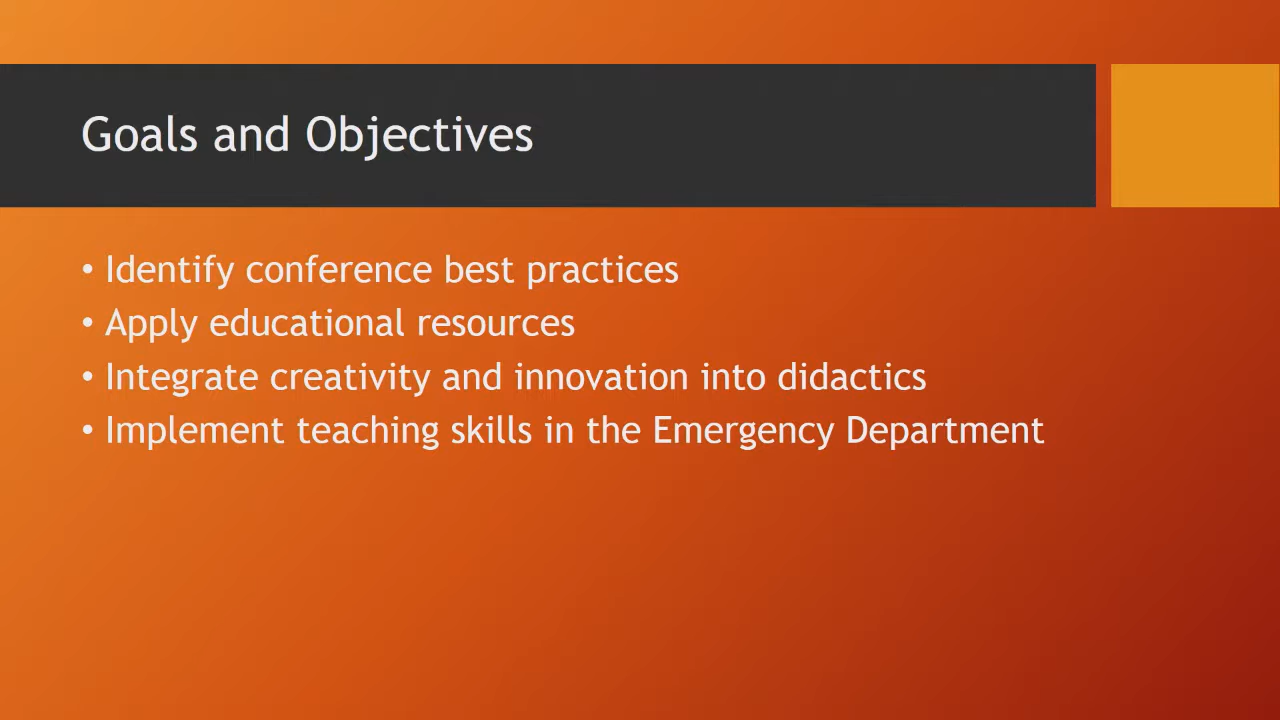 Goals and Objectives
• Identify conference best practices
• Apply educational resources
• Integrate creativity and innovation into didactics
• Implement teaching skills in the Emergency Department